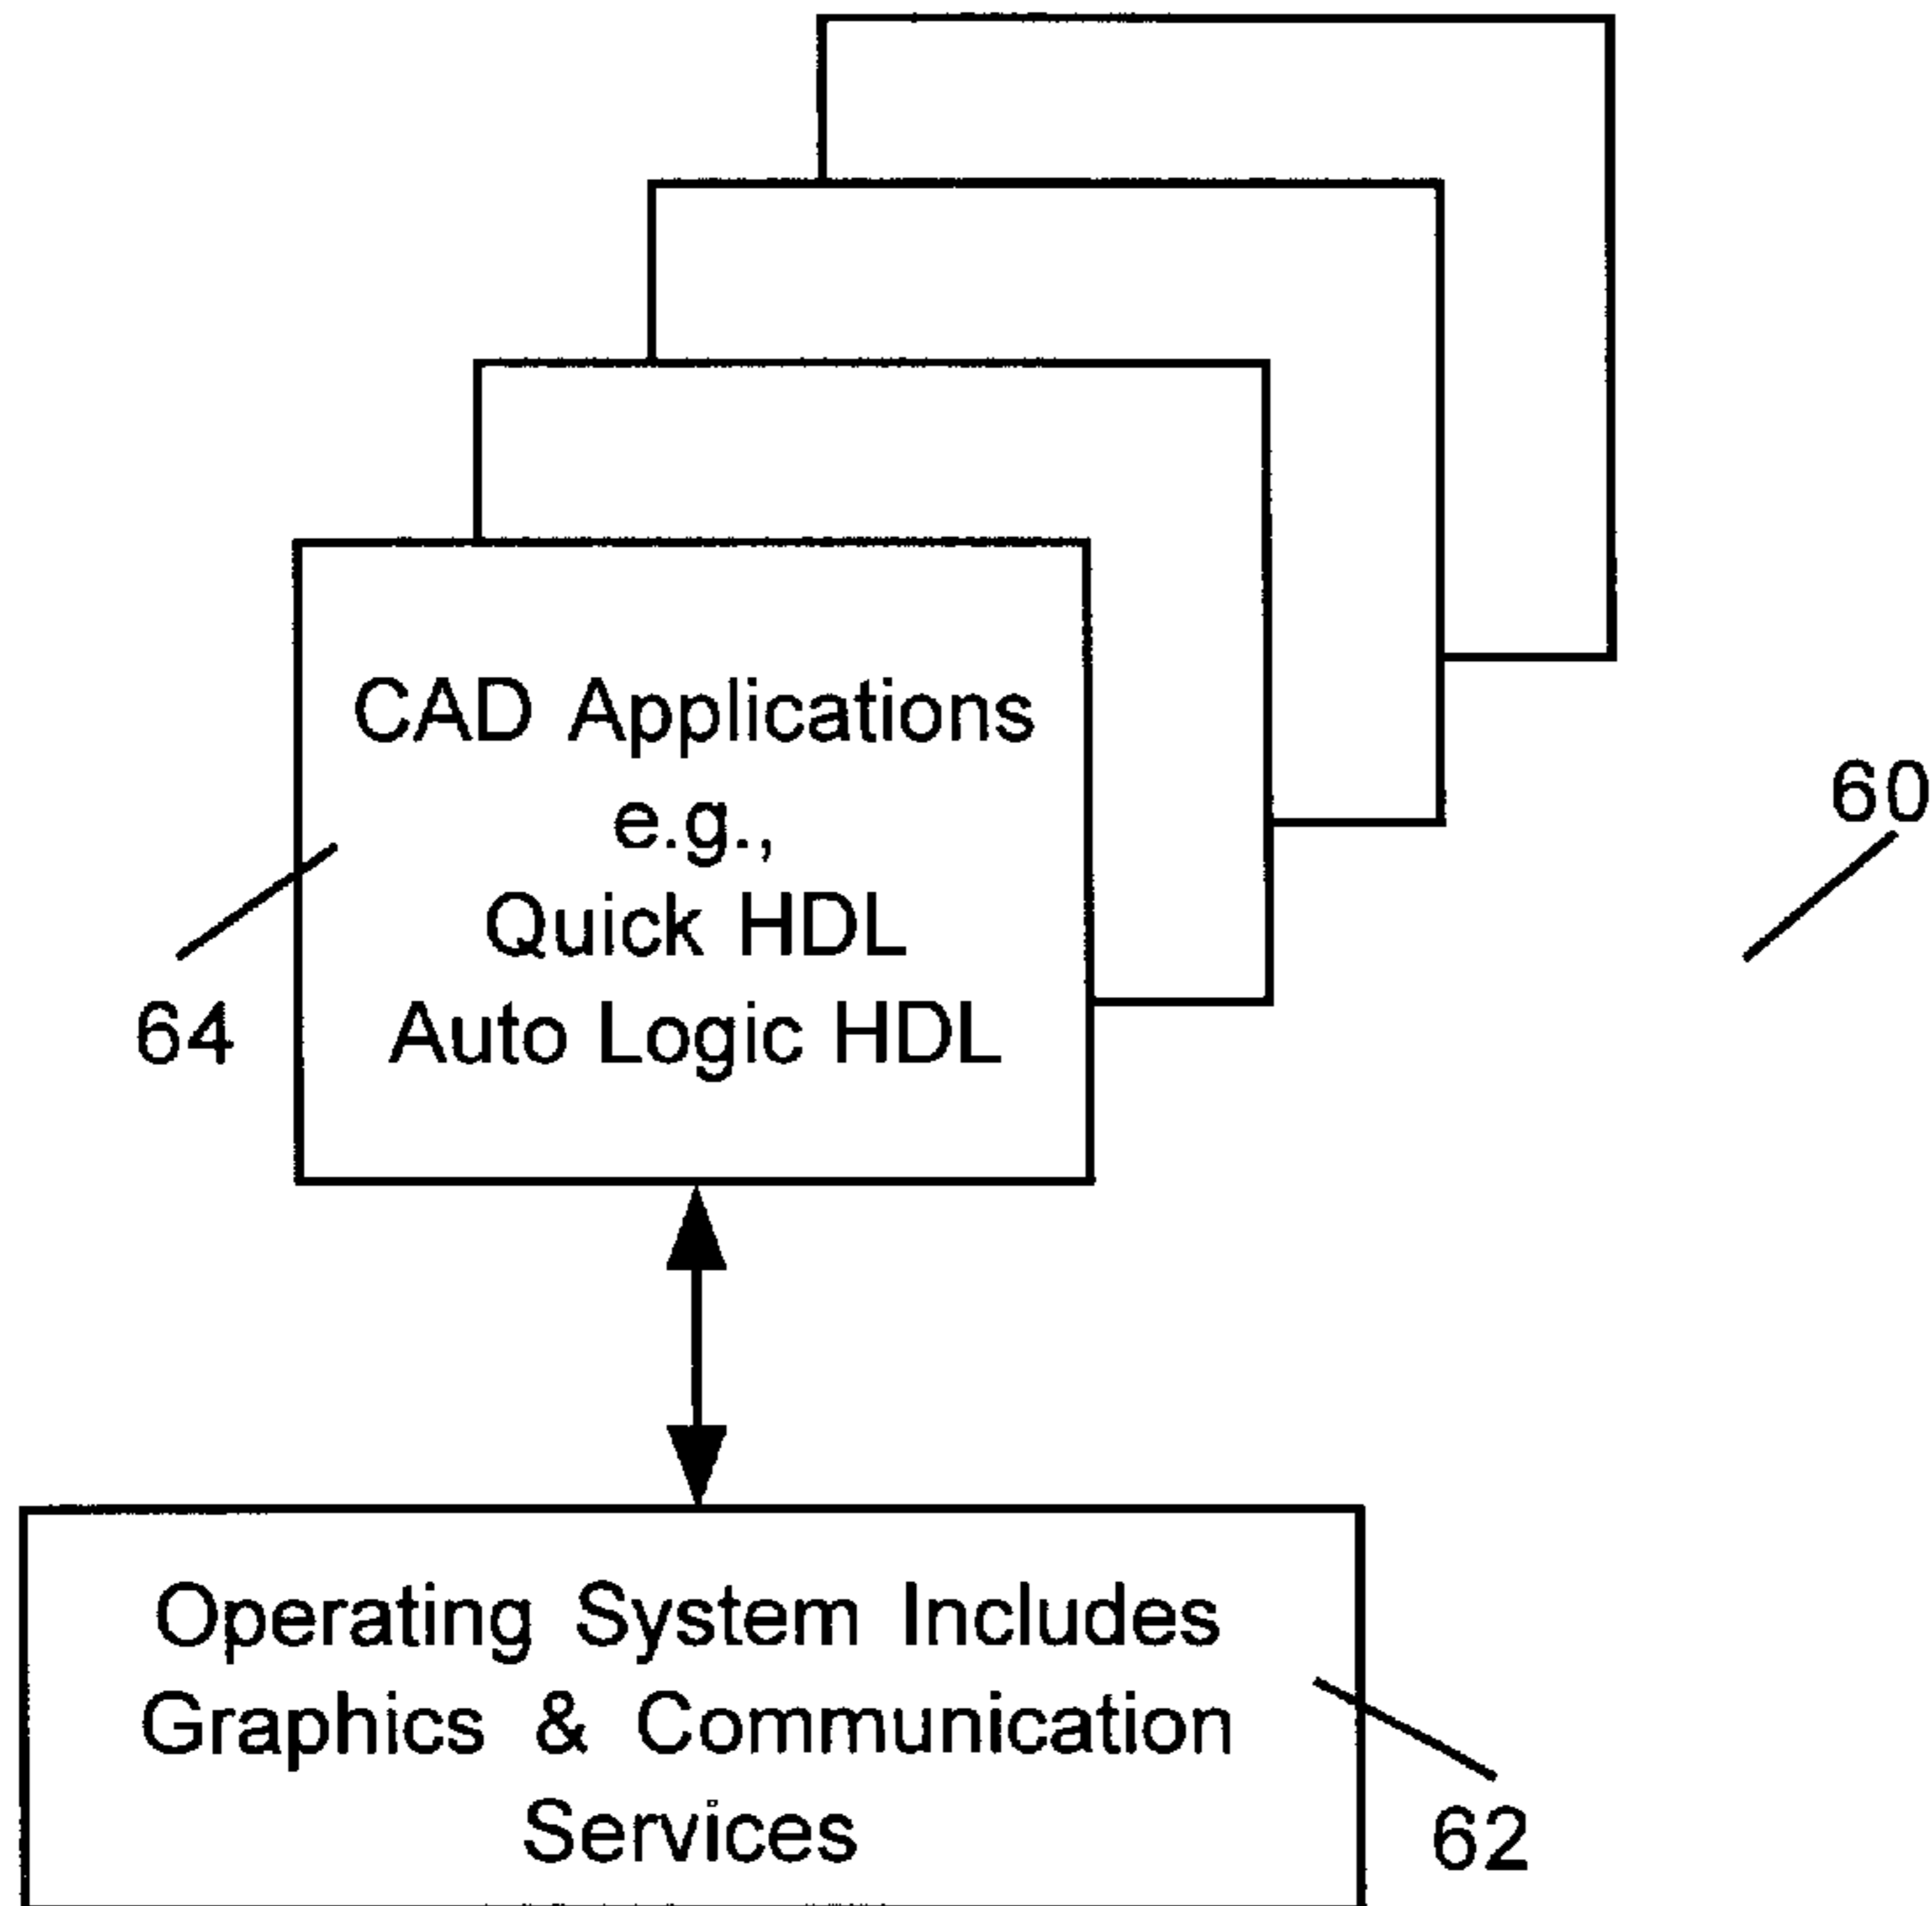 CAD Applications
e.g.,
Quick HDL
Auto Logic HDL
64
60
Operating System Includes
Graphics & Communication
Services
62